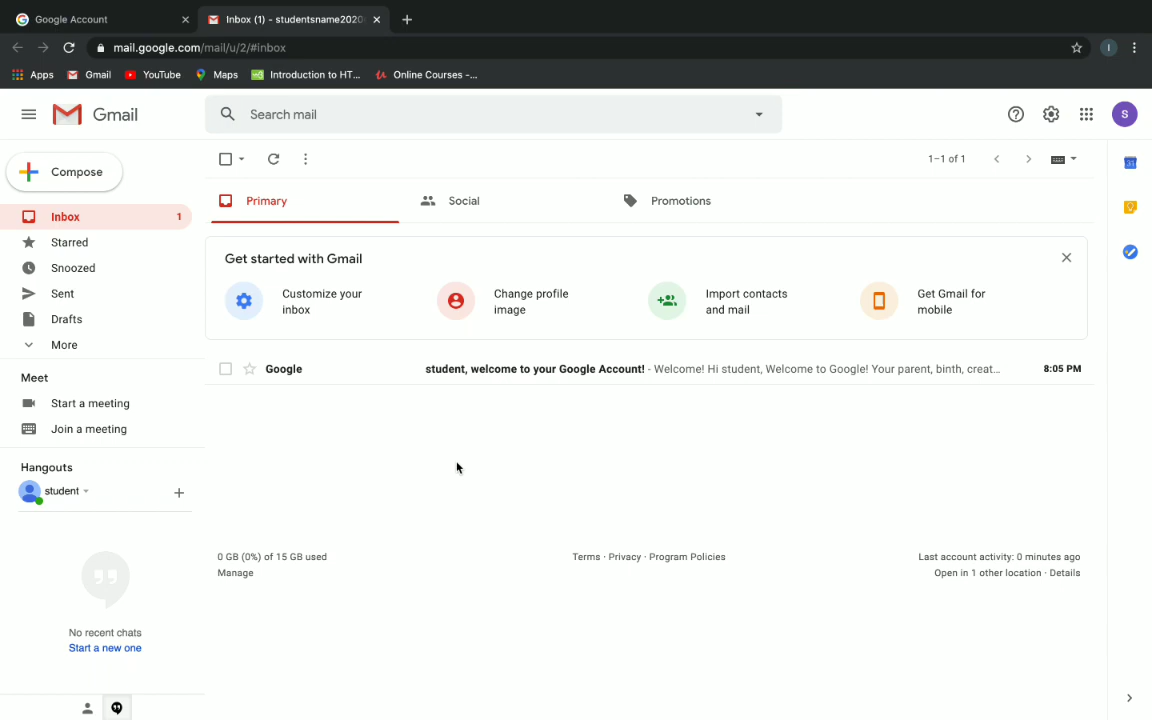 Google Account
Inbox (1) - studentsname2020
mail.google.com/mail/u/2/#inbox
I
Apps
Gmail
YouTube
Maps
Introduction to HT...
Online Courses -...
Gmail
Search mail
S
Compose
1–1 of 1
Primary
Social
Promotions
Inbox 1
Starred
Snoozed
Sent
Drafts
More
Get started with Gmail
Customize your
inbox
Change profile
image
Import contacts
and mail
Get Gmail for
mobile
Google student, welcome to your Google Account! - Welcome! Hi student, Welcome to Google! Your parent, binth, creat... 8:05 PM
Meet
Start a meeting
Join a meeting
Hangouts
student
No recent chats
Start a new one
0 GB (0%) of 15 GB used
Manage
Terms · Privacy · Program Policies
Last account activity: 0 minutes ago
Open in 1 other location · Details